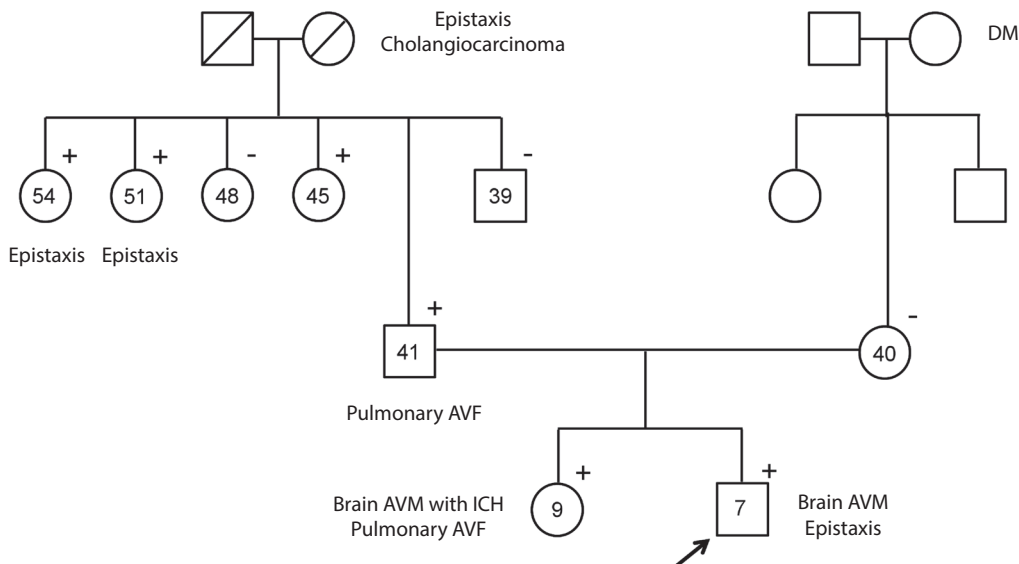 Epistaxis
Cholangiocarcinoma
DM
+ + - + -
54 51 48 45 39
Epistaxis Epistaxis
+ -
41 40
Pulmonary AVF
+ +
Brain AVM with ICH
Pulmonary AVF
9 7
Brain AVM
Epistaxis